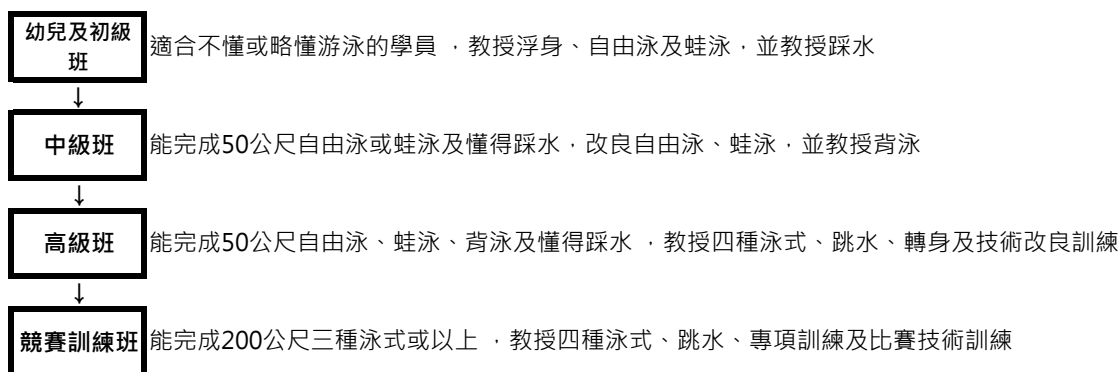 幼兒及初級
班
適合不懂或略懂游泳的學員 ，教授浮身、自由泳及蛙泳，並教授踩水
↓
中級班 能完成50公尺自由泳或蛙泳及懂得踩水，改良自由泳、蛙泳，並教授背泳
↓
高級班 能完成50公尺自由泳、蛙泳、背泳及懂得踩水 ，教授四種泳式、跳水、轉身及技術改良訓練
↓
競賽訓練班 能完成200公尺三種泳式或以上 ，教授四種泳式、跳水、專項訓練及比賽技術訓練